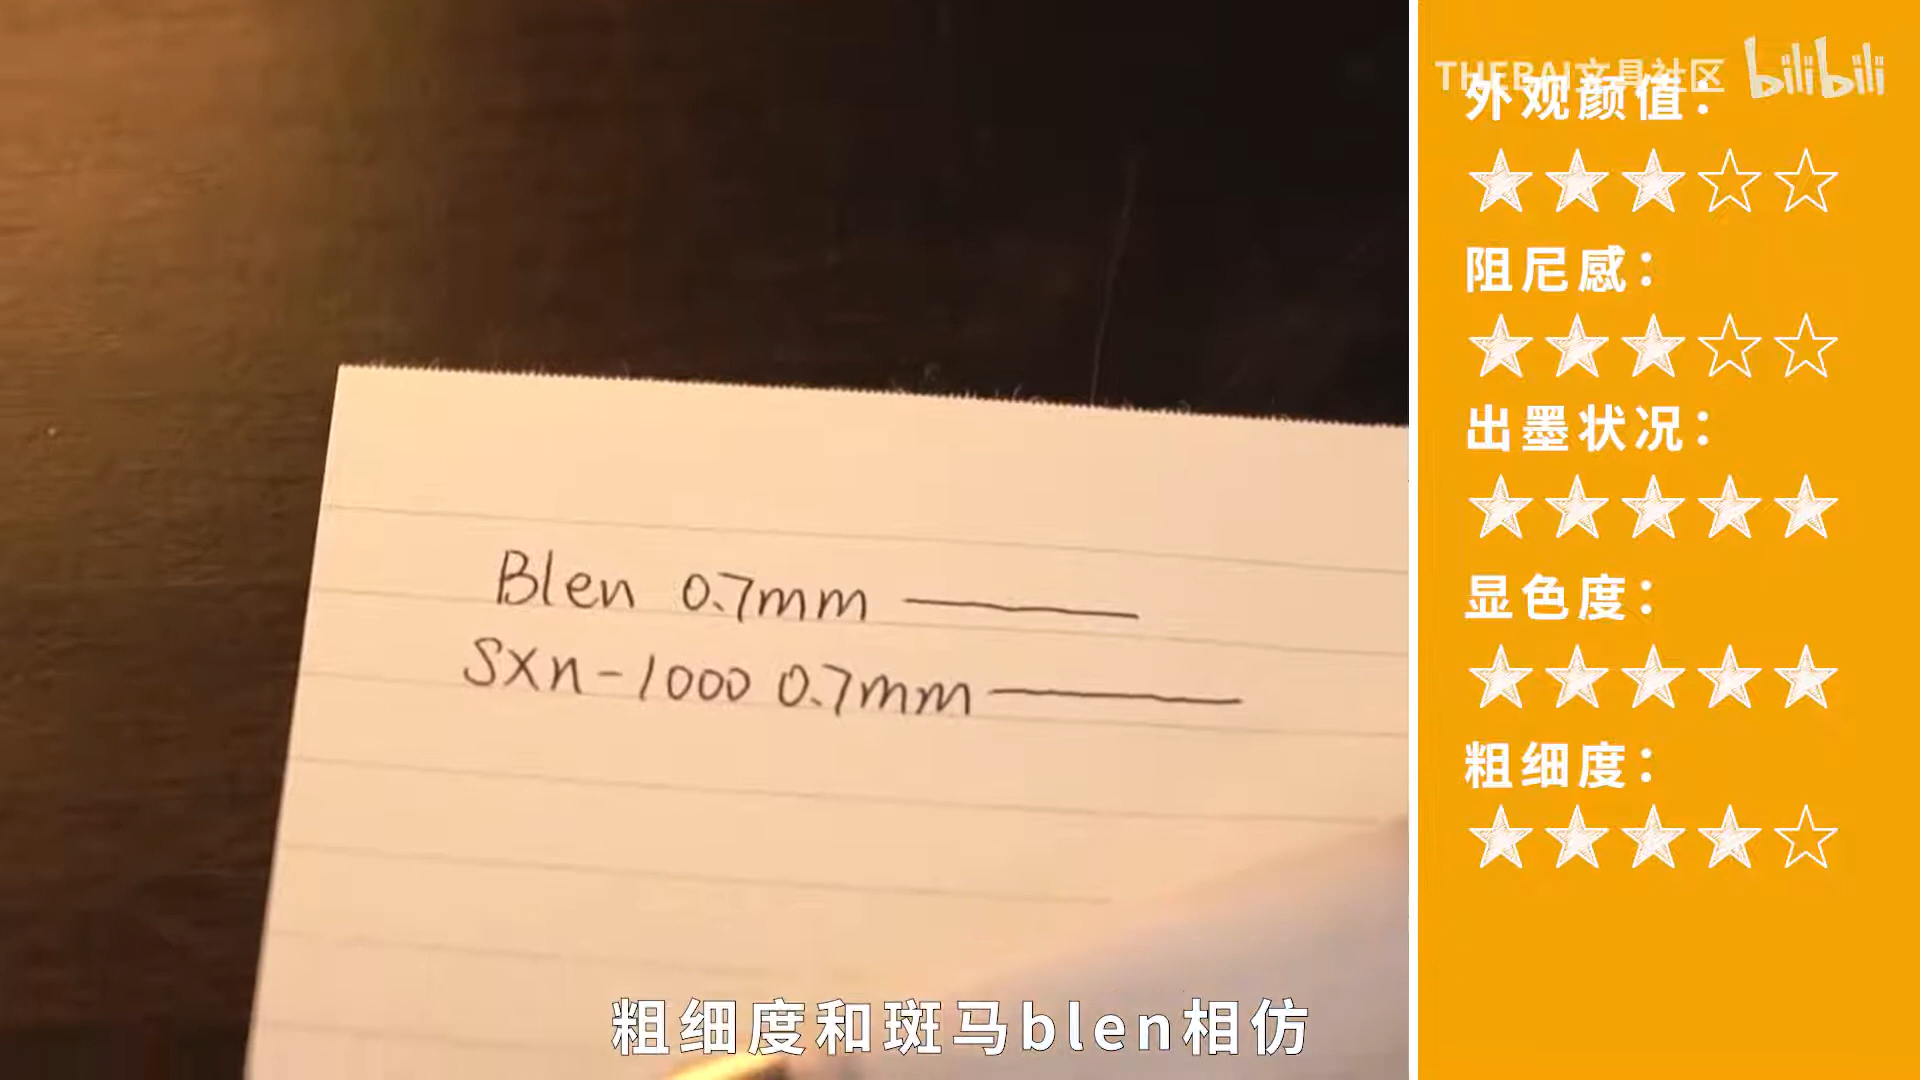 THEBAI文具社区 bilibili
外观颜值：
★★★☆☆
阻尼感：
★★★☆☆
出墨状况：
★★★★★
显色度：
★★★★★
粗细度：
★★★★☆
Blen 0.7mm
SXn-1000 0.7mm
粗细度和斑马blen相仿